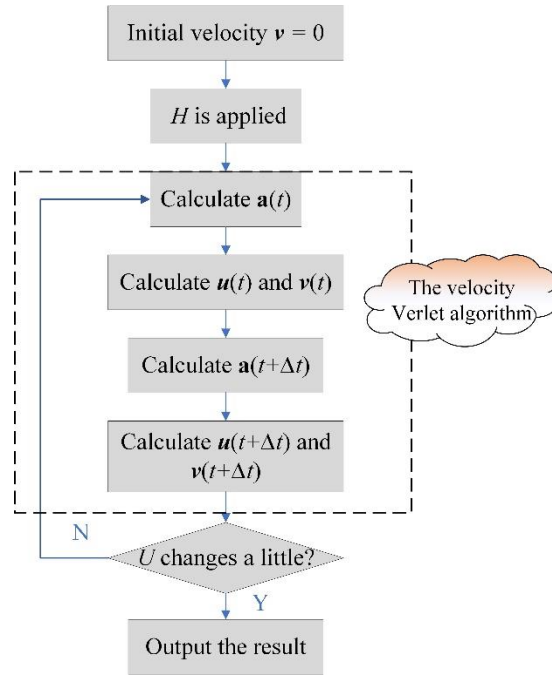 Initial velocity v = 0
H is applied
Calculate a(t)
Calculate u(t) and v(t)
The velocity
Verlet algorithm
Calculate a(t+Δt)
Calculate u(t+Δt) and
v(t+Δt)
N
U changes a little?
Y
Output the result